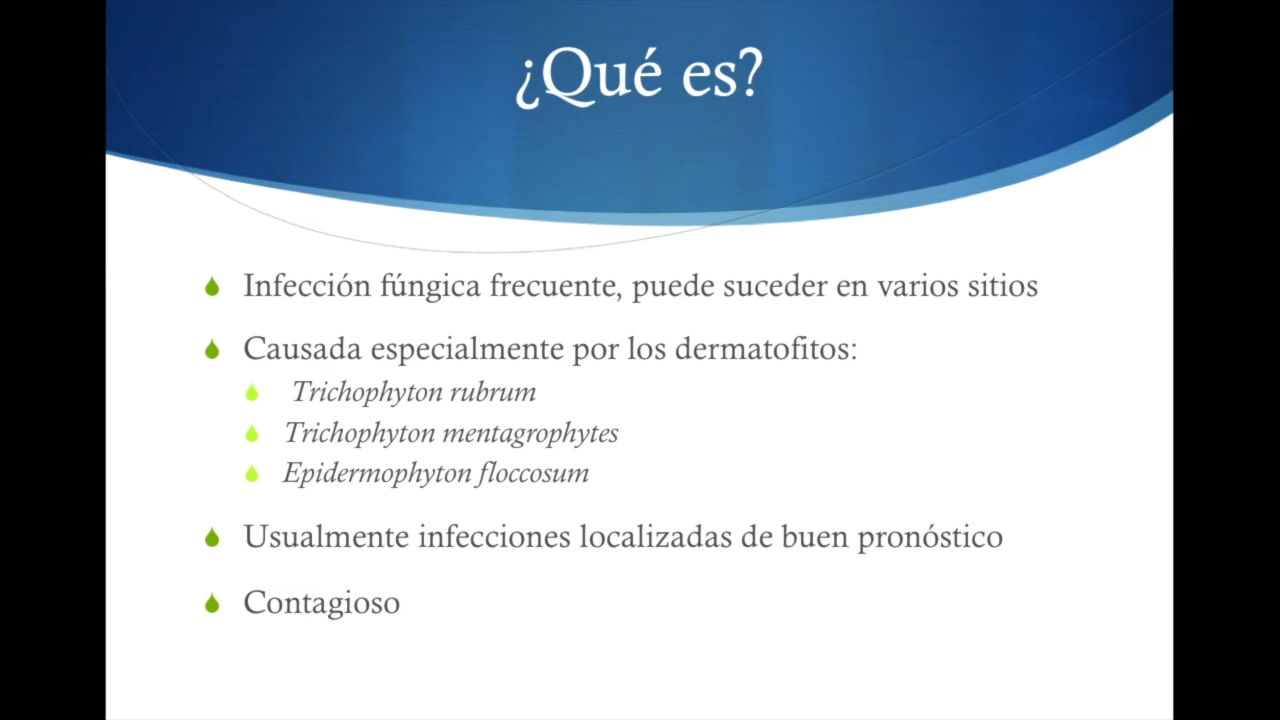 ¿Qué es?
Infección fúngica frecuente, puede suceder en varios sitios
Causada especialmente por los dermatofitos:
Trichophyton rubrum
Trichophyton mentagrophytes
Epidermophyton floccosum
Usualmente infecciones localizadas de buen pronóstico
Contagioso